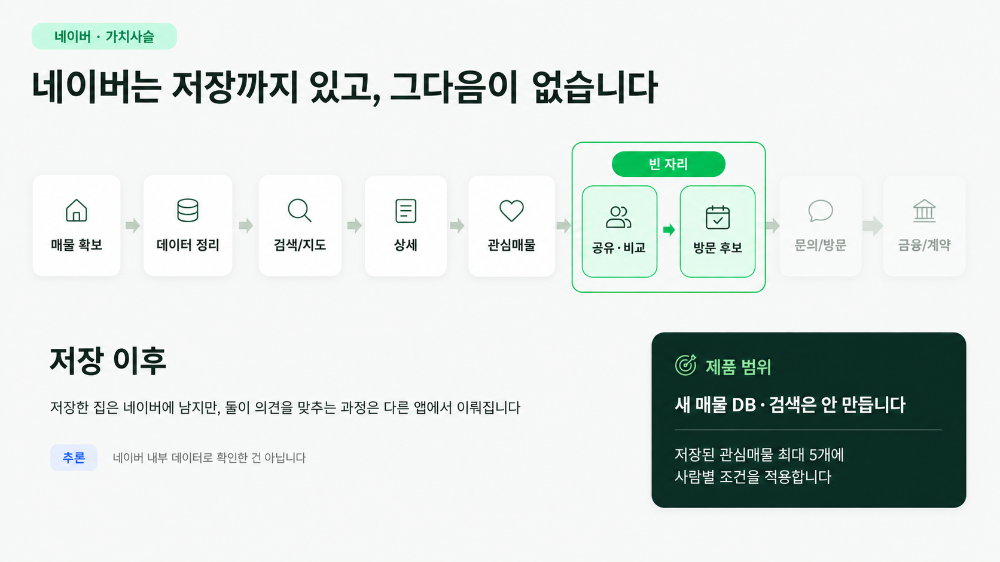 네이버 · 가치사슬
네이버는 저장까지 있고, 그다음이 없습니다
빈 자리
매물 확보
데이터 정리
검색/지도
상세
관심매물
공유 · 비교
방문 후보
문의/방문
금융/계약
저장 이후
저장한 집은 네이버에 남지만, 둘이 의견을 맞추는 과정은 다른 앱에서 이뤄집니다
추론
네이버 내부 데이터로 확인한 건 아닙니다
제품 범위
새 매물 DB · 검색은 안 만듭니다
저장된 관심매물 최대 5개에
사람별 조건을 적용합니다